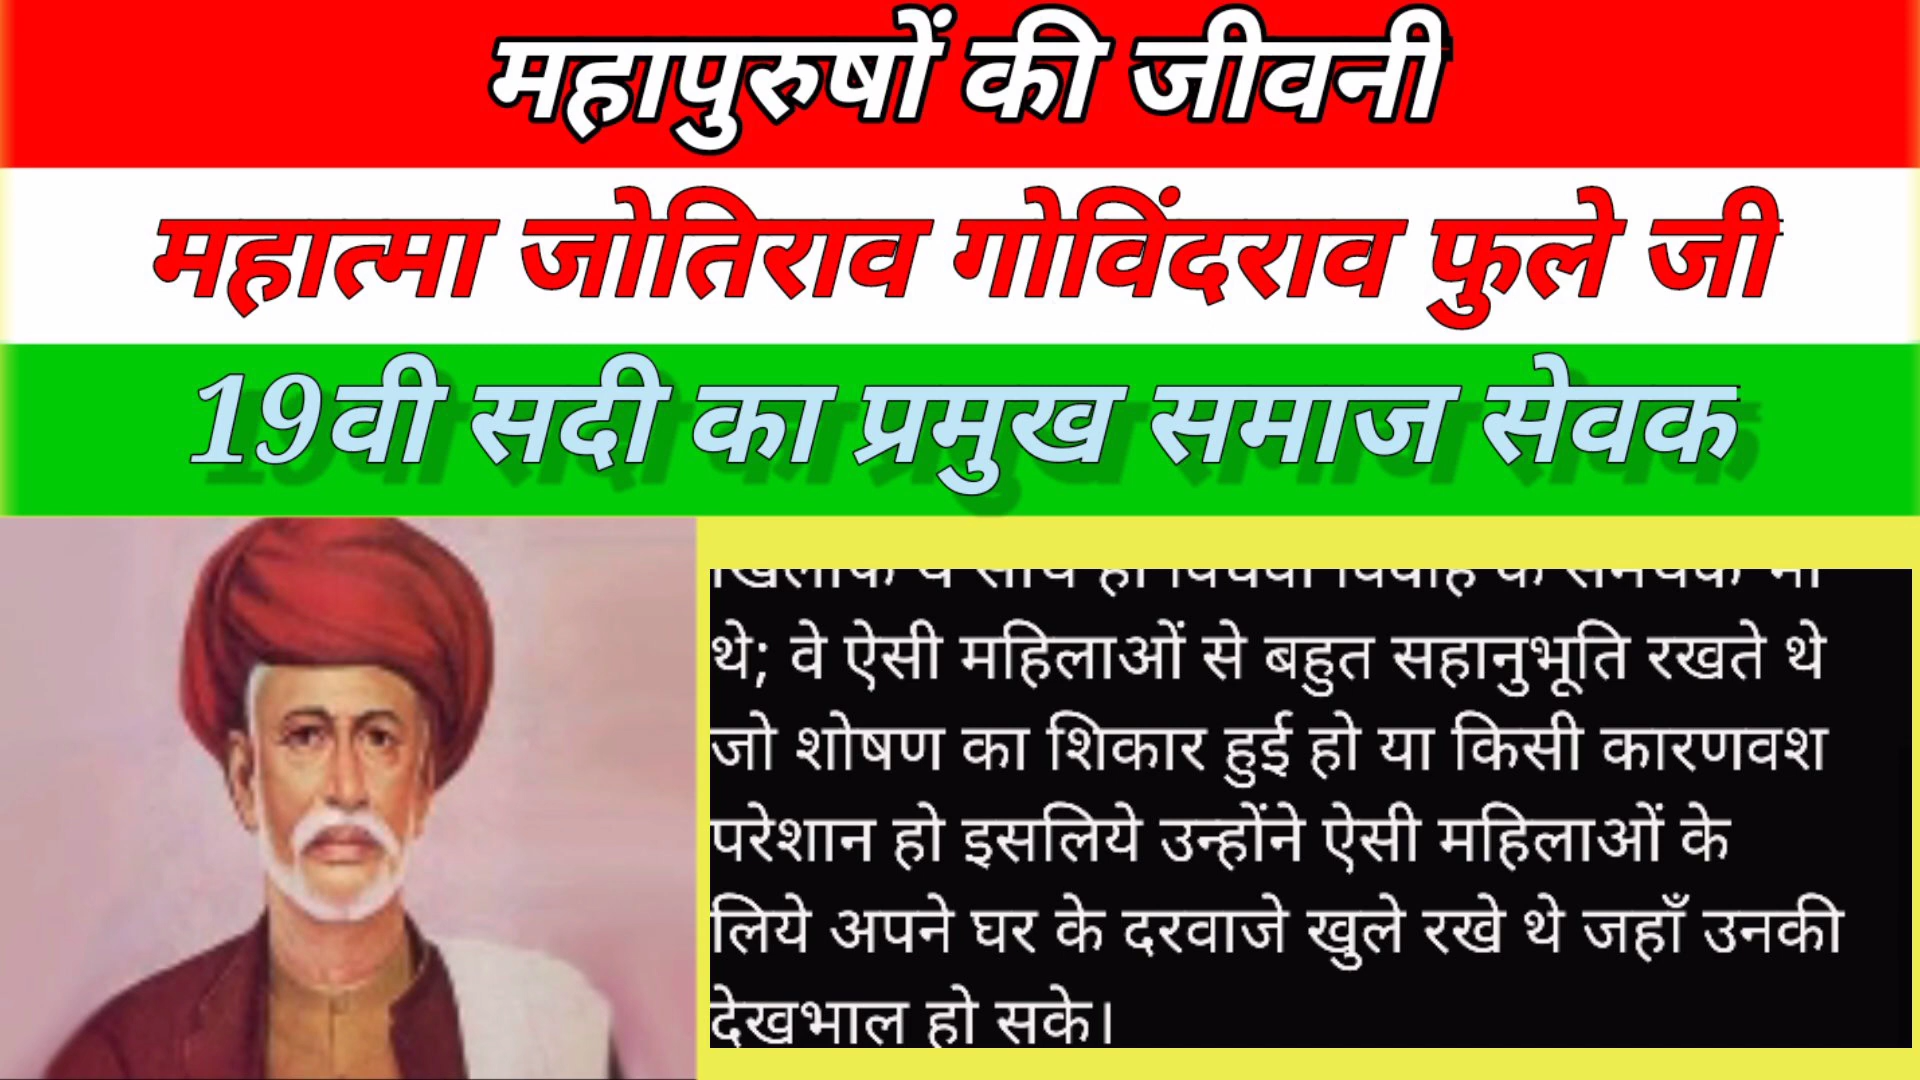 महापुरुषों की जीवनी
महात्मा जोतिराव गोविंदराव फुले जी
19वी सदी का प्रमुख समाज सेवक
थे; वे ऐसी महिलाओं से बहुत सहानुभूति रखते थे
जो शोषण का शिकार हुई हो या किसी कारणवश
परेशान हो इसलिये उन्होंने ऐसी महिलाओं के
लिये अपने घर के दरवाजे खुले रखे थे जहाँ उनकी
देखभाल हो सके।